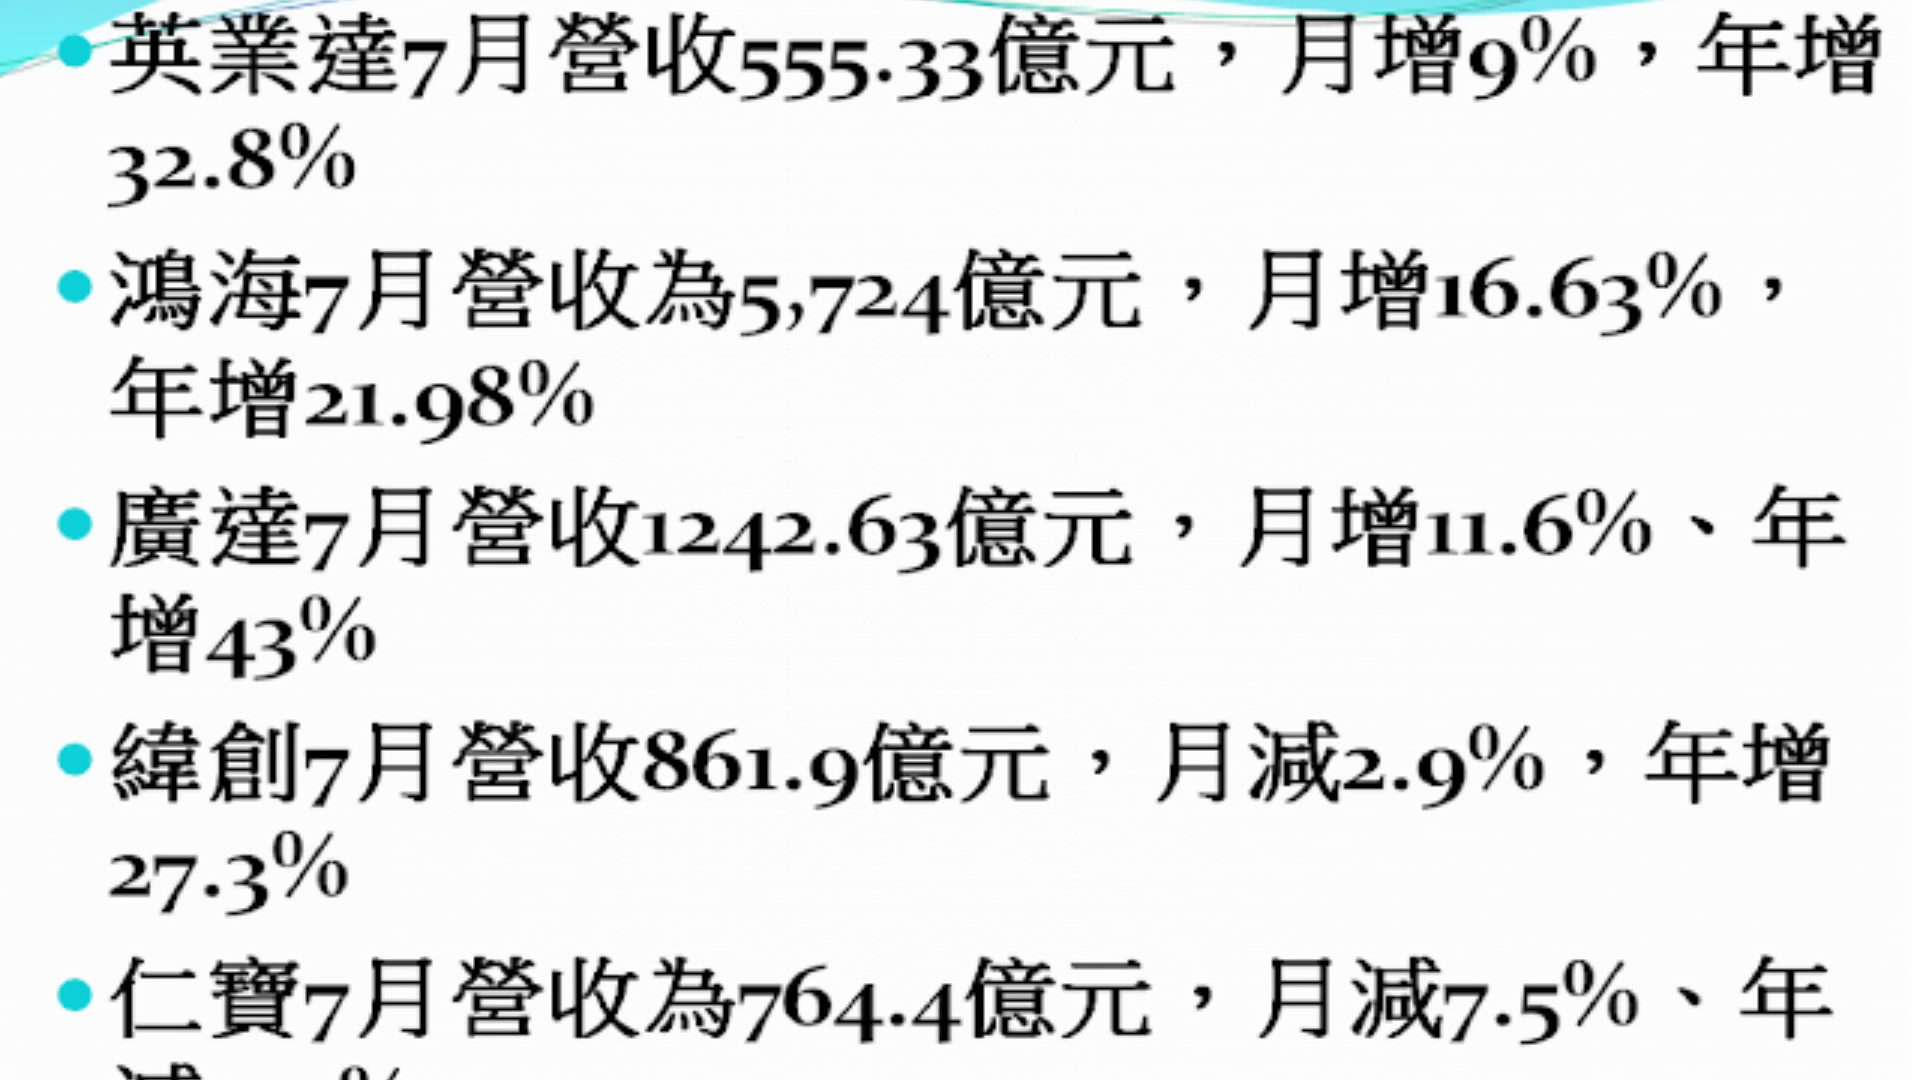 英業達7月營收555.33億元，月增9%，年增
32.8%
鴻海7月營收為5,724億元，月增16.63%，
年增21.98%
廣達7月營收1242.63億元，月增11.6%、年
增43%
緯創7月營收861.9億元，月減2.9%，年增
27.3%
仁寶7月營收為764.4億元，月減7.5%、年